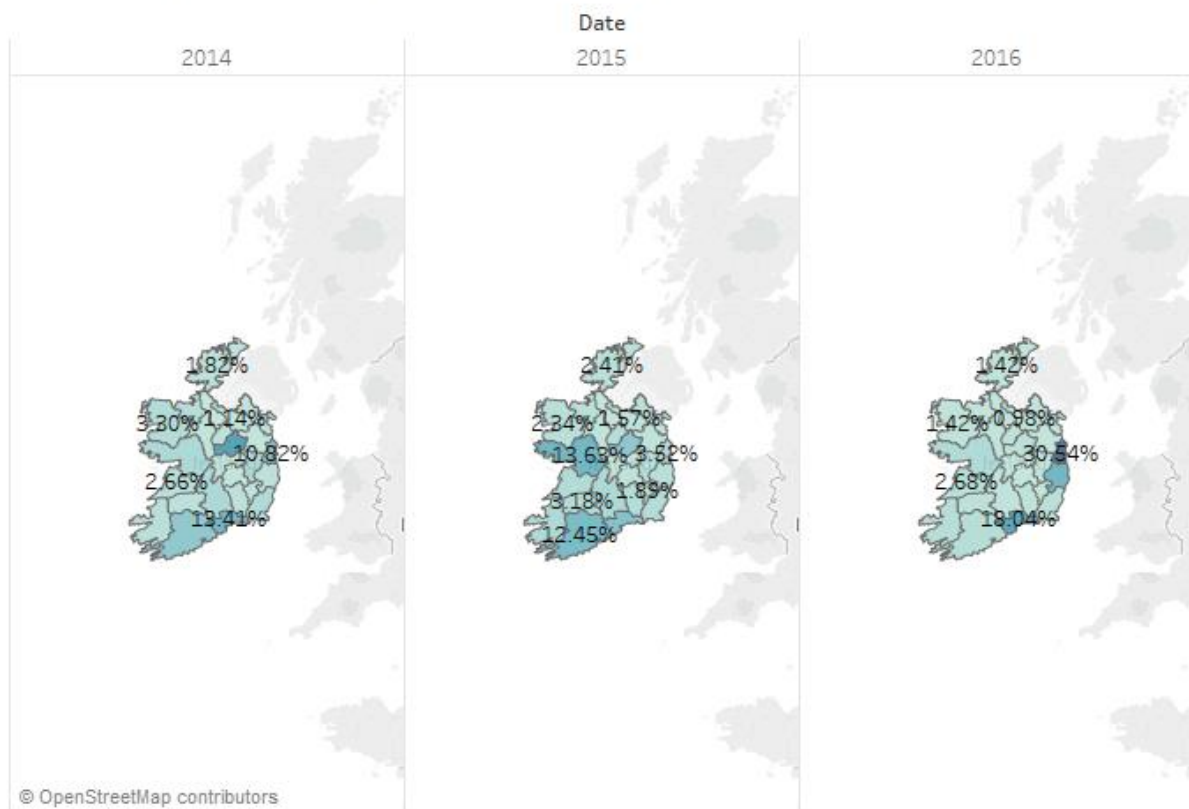 Date
2014 2015 2016
1.82% 2.41% 1.42%
3.30% 1.14% 2.34% 1.57% 1.42% 0.98%
10.82% 13.63% 3.52% 30.54%
2.66% 1.89% 2.68%
3.18%
13.41% 12.45% 18.04%
© OpenStreetMap contributors